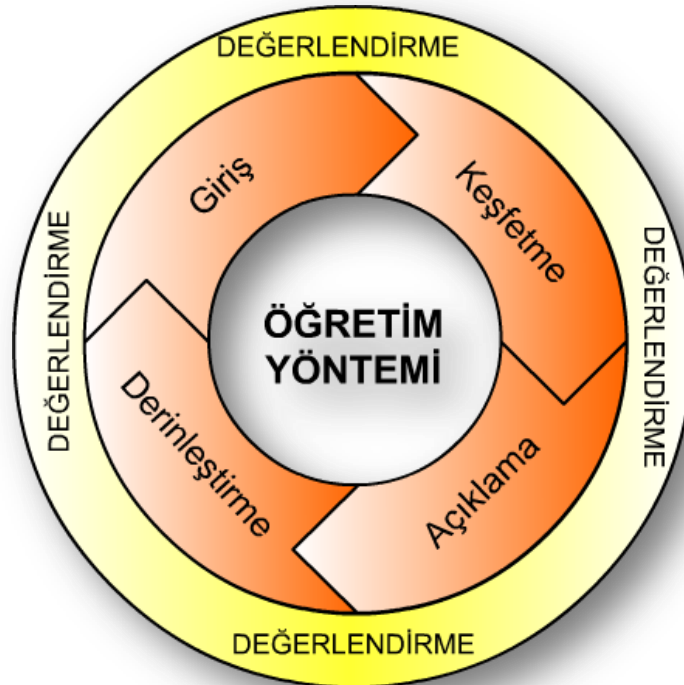 DEĞERLENDİRME
Giriş
Keşfetme
DEĞERLENDİRME
DEĞERLENDİRME
ÖĞRETİM
YÖNTEMİ
Derinleştirme
Açıklama
DEĞERLENDİRME